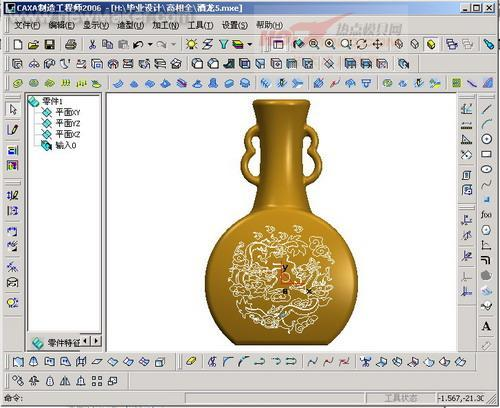 CAXA制造工程师2006 - [H:\毕业设计\高相全\酒龙5.mxe]
文件(F) 编辑(E) 显示(V) 造型(U) 加工(N) 工具(T) 设置(S) 帮助(H)
热点模具网
零件1
平面XY
平面YZ
平面XZ
输入0
y
x
f(x)
A
零件特征
命令:
工具状态
-1.567,-21.30